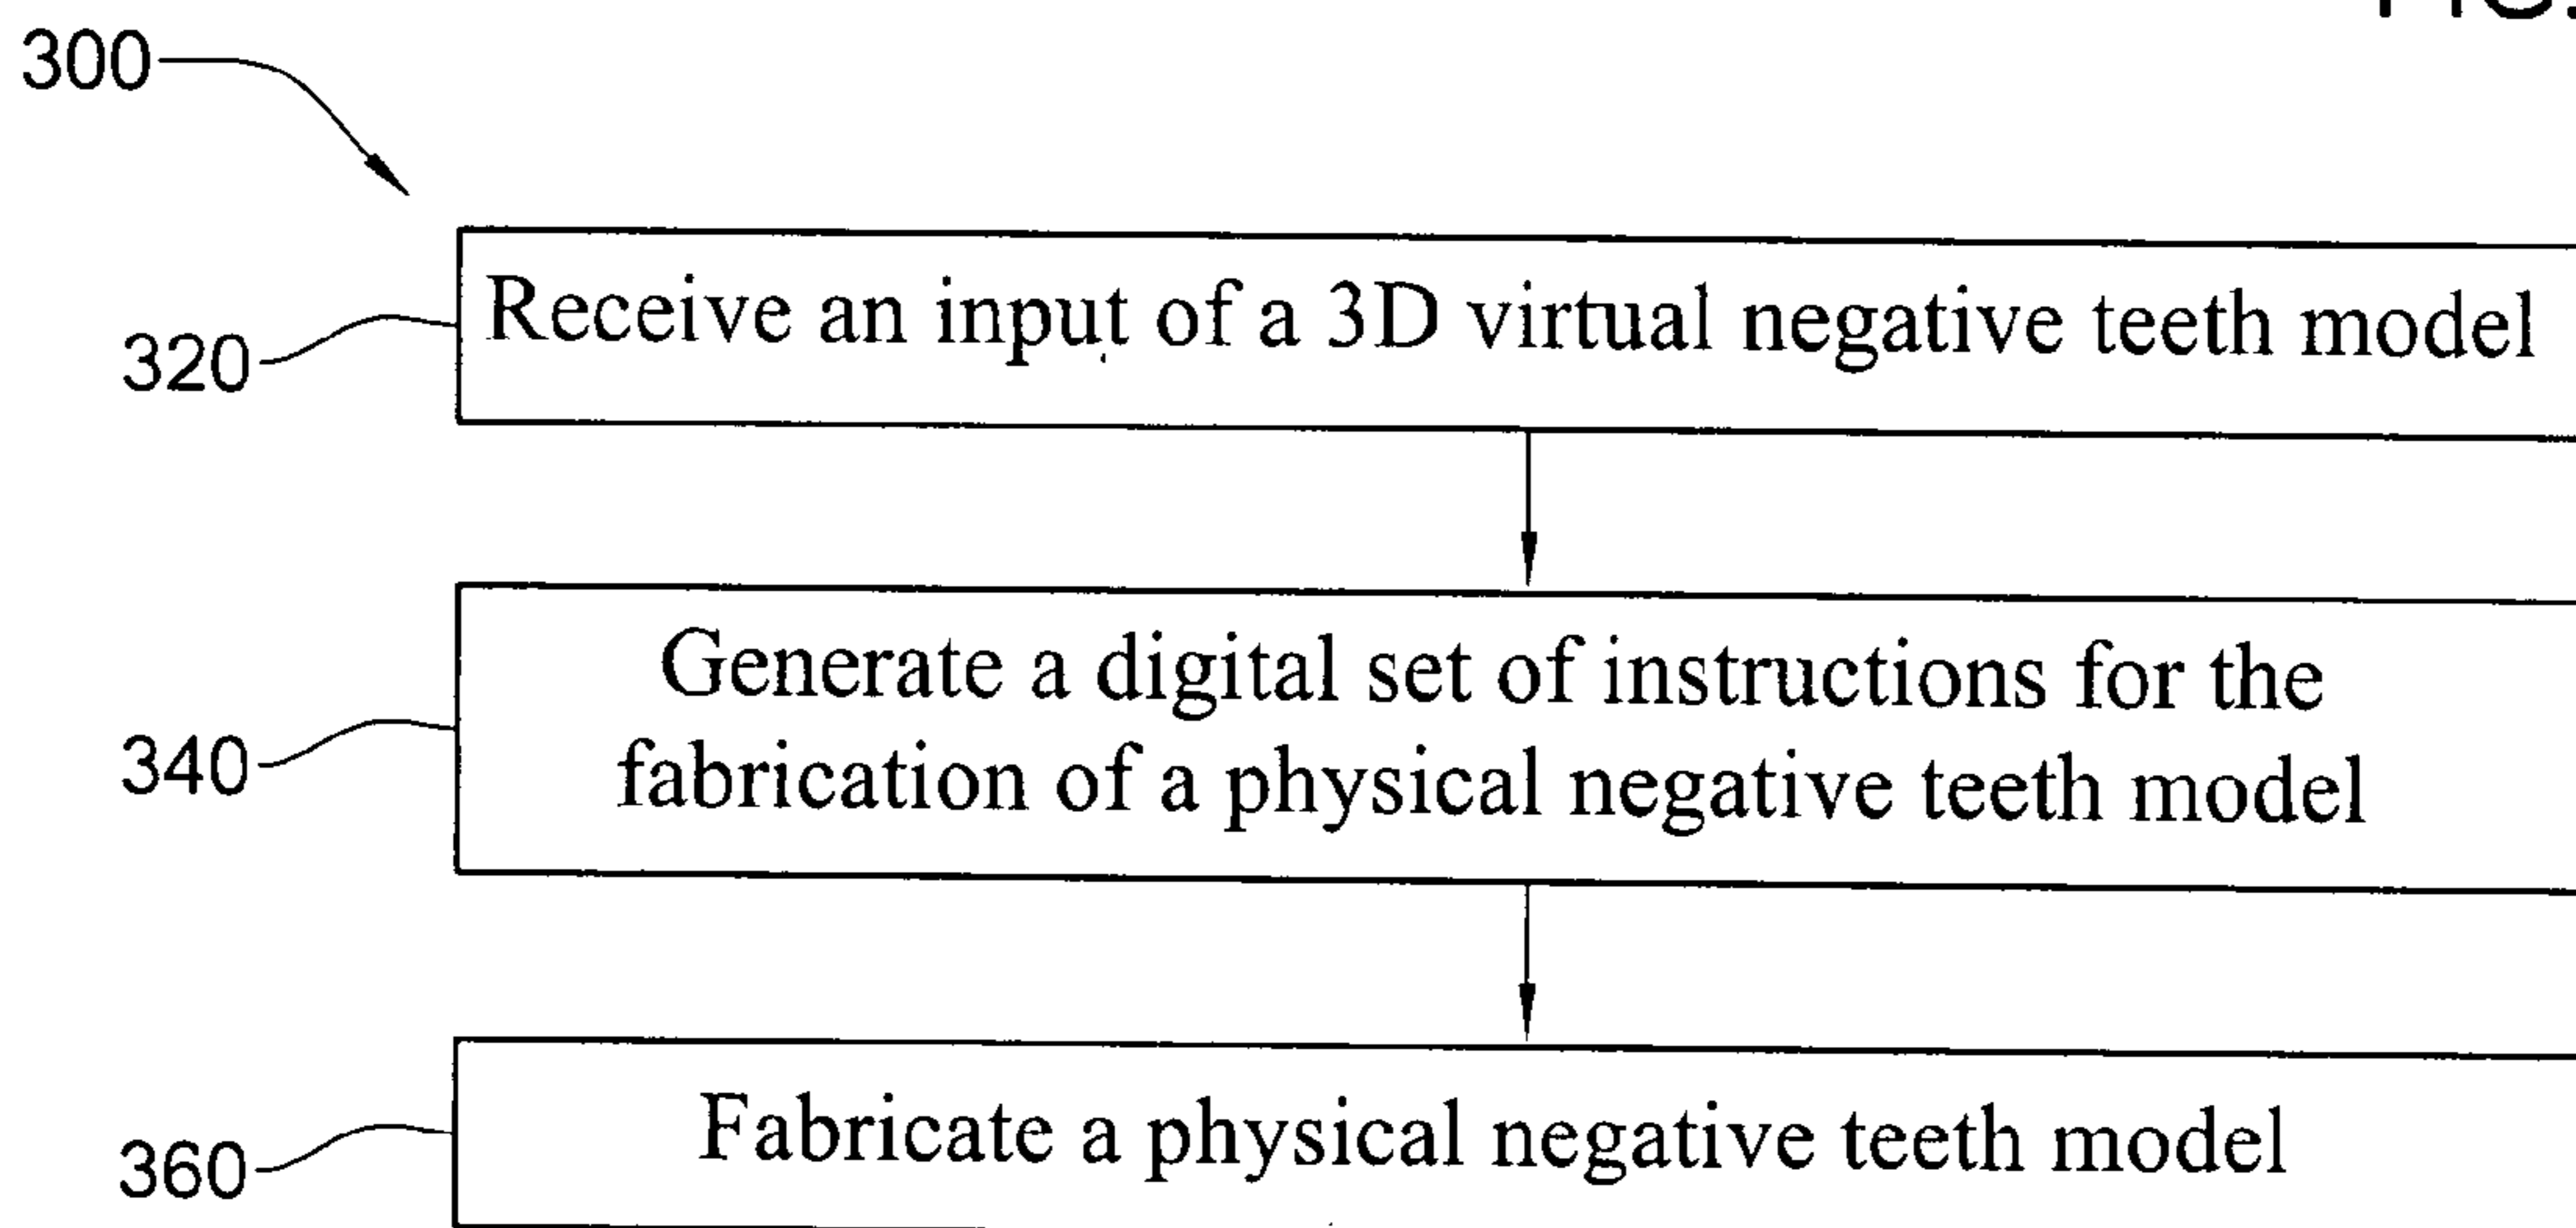 300
320
Receive an input of a 3D virtual negative teeth model
Generate a digital set of instructions for the
340
fabrication of a physical negative teeth model
360
Fabricate a physical negative teeth model